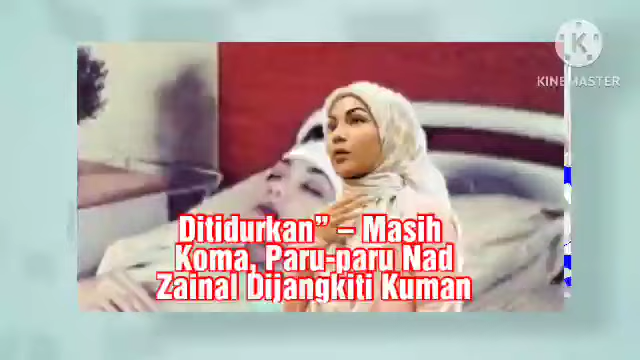 KINEMASTER
Ditidurkan” – Masih
Koma, Paru-paru Nad
Zainal Dijangkiti Kuman